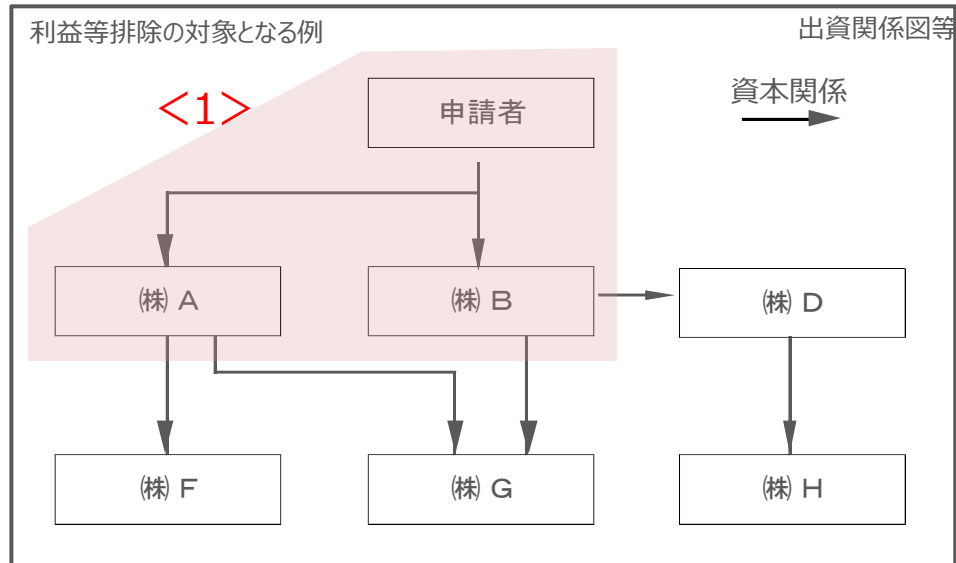 利益等排除の対象となる例
出資関係図等
<1>
申請者
資本関係
㈱ A
㈱ B
㈱ D
㈱ F
㈱ G
㈱ H